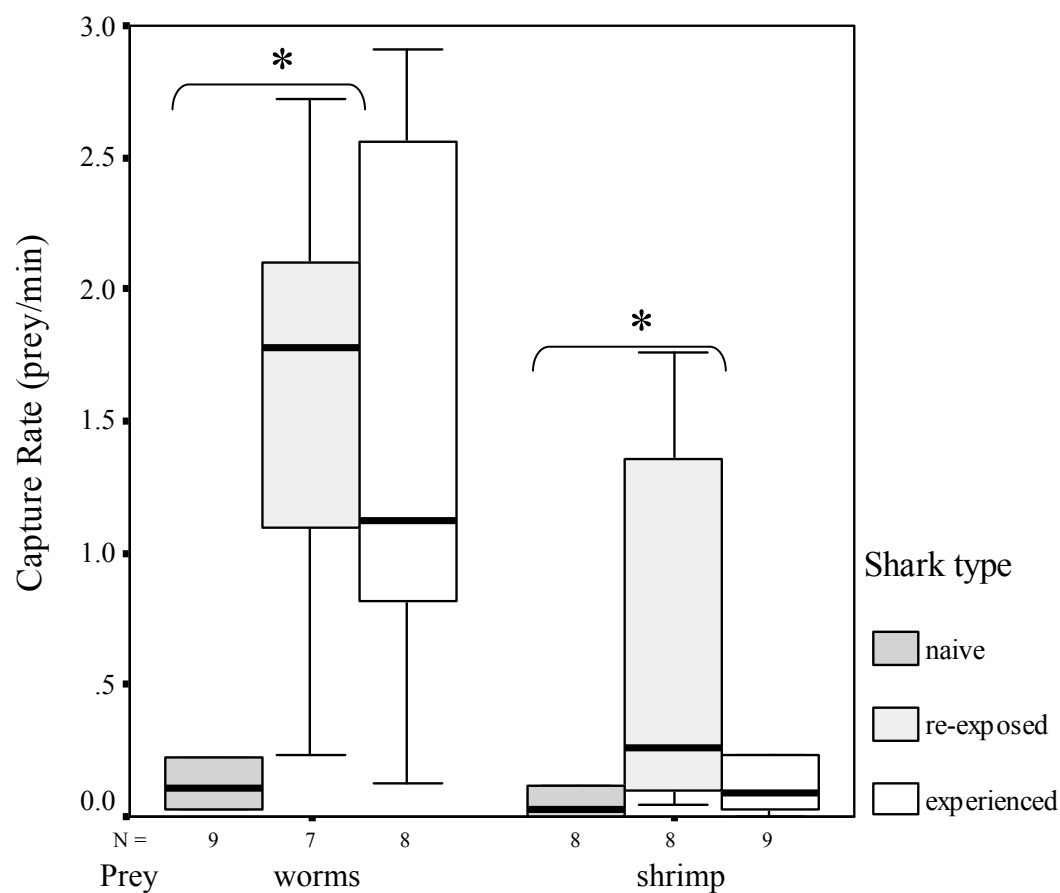 3.0
*
2.5
2.0
*
1.5
1.0
.5
0.0
Capture Rate (prey/min)
Shark type
naive
re-exposed
experienced
N = 9 7 8 8 8 9
Prey worms shrimp